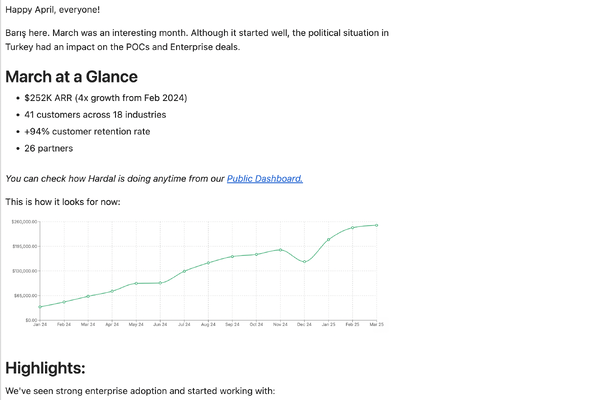 Happy April, everyone!
Barış here. March was an interesting month. Although it started well, the political situation in
Turkey had an impact on the POCs and Enterprise deals.
March at a Glance
• $252K ARR (4x growth from Feb 2024)
• 41 customers across 18 industries
• +94% customer retention rate
• 26 partners
You can check how Hardal is doing anytime from our Public Dashboard.
This is how it looks for now:
$260,000.00
$195,000.00
$130,000.00
$65,000.00
$0.00
Jan 24 Feb 24 Mar 24 Apr 24 May 24 Jun 24 Jul 24 Aug 24 Sep 24 Oct 24 Nov 24 Dec 24 Jan 25 Feb 25 Mar 25
Highlights:
We've seen strong enterprise adoption and started working with: